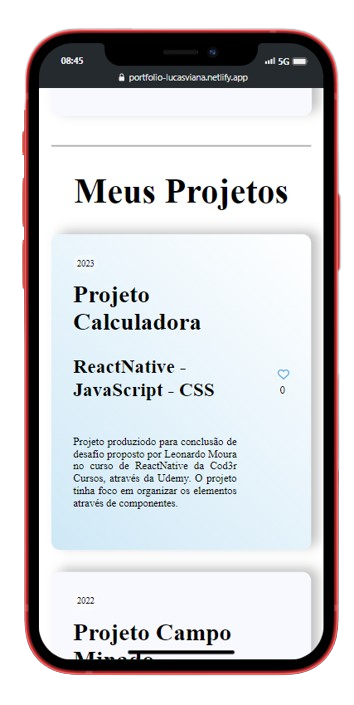 08:45
5G
portfolio-lucasviana.netlify.app
Meus Projetos
2023
Projeto
Calculadora
ReactNative -
JavaScript - CSS
0
Projeto produziodo para conclusão de
desafio proposto por Leonardo Moura
no curso de ReactNative da Cod3r
Cursos, através da Udemy. O projeto
tinha foco em organizar os elementos
através de componentes.
2022
Projeto Campo
Minado